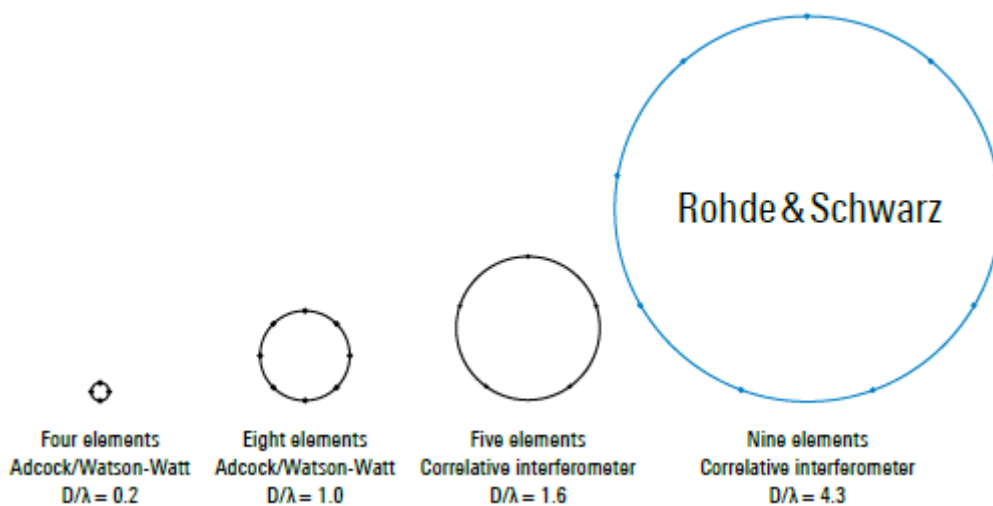 Rohde & Schwarz
Four elements
Adcock/Watson-Watt
D/λ = 0.2
Eight elements
Adcock/Watson-Watt
D/λ = 1.0
Five elements
Correlative interferometer
D/λ = 1.6
Nine elements
Correlative interferometer
D/λ = 4.3